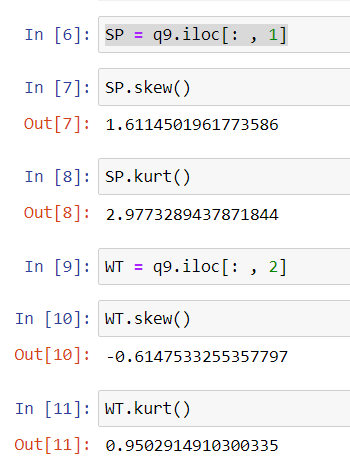 In [6]: SP = q9.iloc[: , 1]
In [7]: SP.skew()
Out[7]: 1.6114501961773586
In [8]: SP.kurt()
Out[8]: 2.9773289437871844
In [9]: WT = q9.iloc[: , 2]
In [10]: WT.skew()
Out[10]: -0.6147533255357797
In [11]: WT.kurt()
Out[11]: 0.9502914910300335